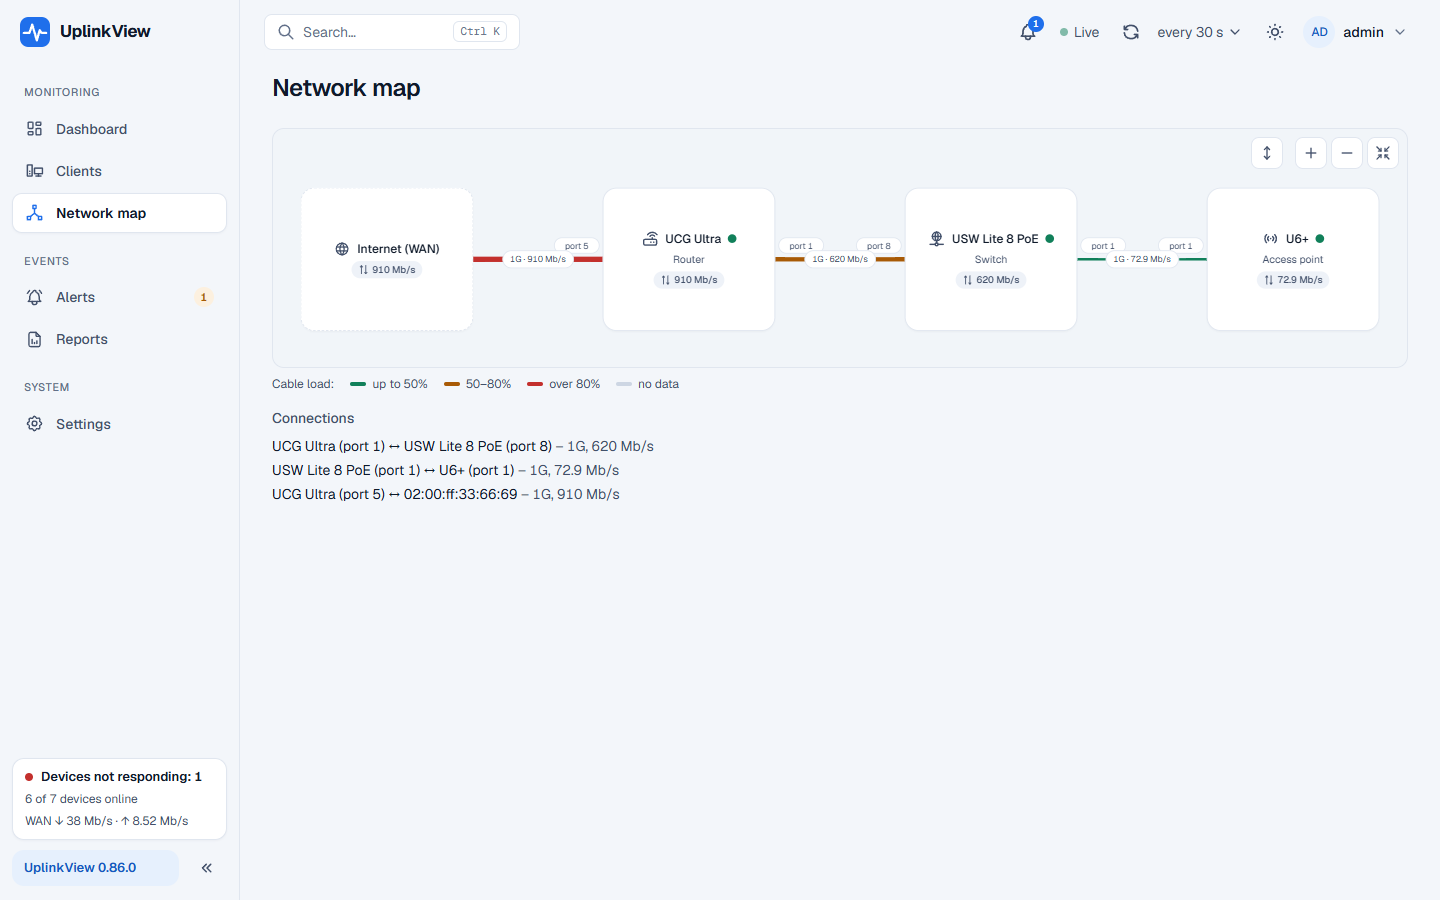 UplinkView
Search...
Ctrl K
1
Live
every 30 s
AD
admin
MONITORING
Dashboard
Clients
Network map
EVENTS
Alerts
1
Reports
SYSTEM
Settings
Network map
Internet (WAN)
910 Mb/s
port 5
1G · 910 Mb/s
UCG Ultra
Router
910 Mb/s
port 1
port 8
1G · 620 Mb/s
USW Lite 8 PoE
Switch
620 Mb/s
port 1
port 1
1G · 72.9 Mb/s
U6+
Access point
72.9 Mb/s
Cable load:
up to 50%
50–80%
over 80%
no data
Connections
UCG Ultra (port 1) ↔ USW Lite 8 PoE (port 8) – 1G, 620 Mb/s
USW Lite 8 PoE (port 1) ↔ U6+ (port 1) – 1G, 72.9 Mb/s
UCG Ultra (port 5) ↔ 02:00:ff:33:66:69 – 1G, 910 Mb/s
Devices not responding: 1
6 of 7 devices online
WAN ↓ 38 Mb/s · ↑ 8.52 Mb/s
UplinkView 0.86.0